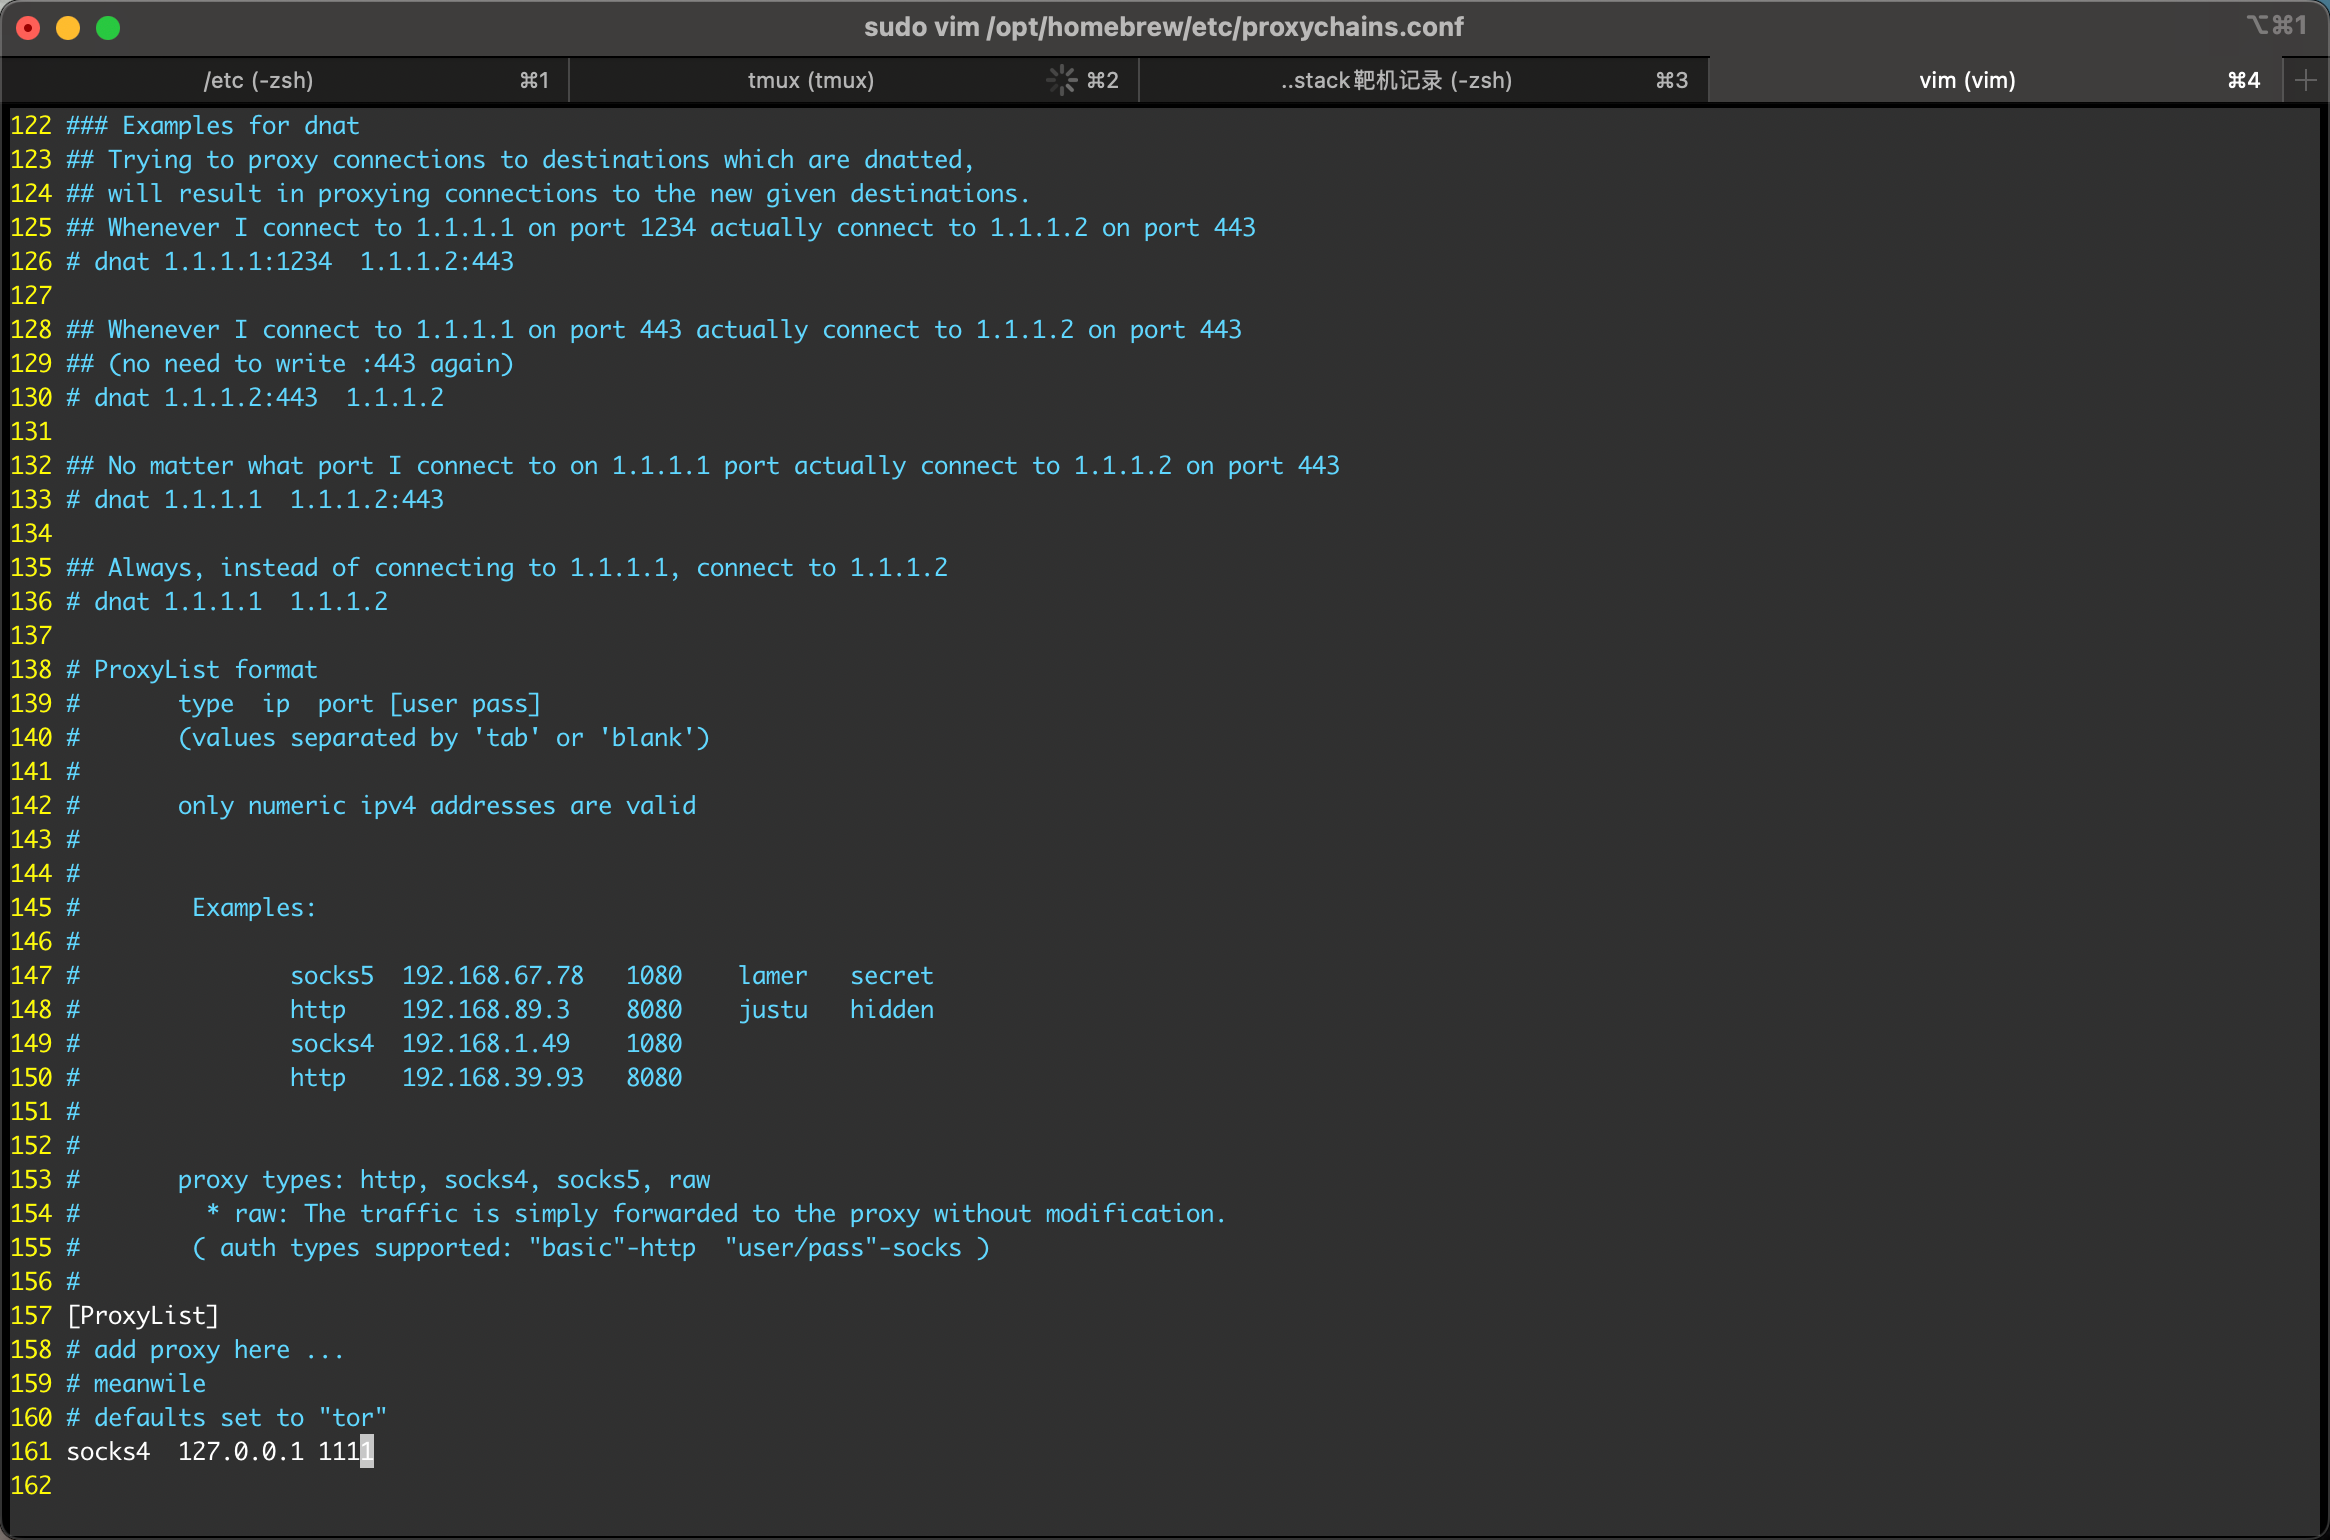 sudo vim /opt/homebrew/etc/proxychains.conf ⌥⌘1
/etc (-zsh) ⌘1 tmux (tmux) ⌘2 ..stack靶机记录 (-zsh) ⌘3 vim (vim) ⌘4 +
122 ### Examples for dnat
123 ## Trying to proxy connections to destinations which are dnatted,
124 ## will result in proxying connections to the new given destinations.
125 ## Whenever I connect to 1.1.1.1 on port 1234 actually connect to 1.1.1.2 on port 443
126 # dnat 1.1.1.1:1234  1.1.1.2:443
127
128 ## Whenever I connect to 1.1.1.1 on port 443 actually connect to 1.1.1.2 on port 443
129 ## (no need to write :443 again)
130 # dnat 1.1.1.2:443  1.1.1.2
131
132 ## No matter what port I connect to on 1.1.1.1 port actually connect to 1.1.1.2 on port 443
133 # dnat 1.1.1.1  1.1.1.2:443
134
135 ## Always, instead of connecting to 1.1.1.1, connect to 1.1.1.2
136 # dnat 1.1.1.1  1.1.1.2
137
138 # ProxyList format
139 #       type  ip  port [user pass]
140 #       (values separated by 'tab' or 'blank')
141 #
142 #       only numeric ipv4 addresses are valid
143 #
144 #
145 #        Examples:
146 #
147 #               socks5  192.168.67.78   1080    lamer   secret
148 #               http    192.168.89.3    8080    justu   hidden
149 #               socks4  192.168.1.49    1080
150 #               http    192.168.39.93   8080
151 #
152 #
153 #       proxy types: http, socks4, socks5, raw
154 #         * raw: The traffic is simply forwarded to the proxy without modification.
155 #        ( auth types supported: "basic"-http  "user/pass"-socks )
156 #
157 [ProxyList]
158 # add proxy here ...
159 # meanwile
160 # defaults set to "tor"
161 socks4  127.0.0.1 1111
162